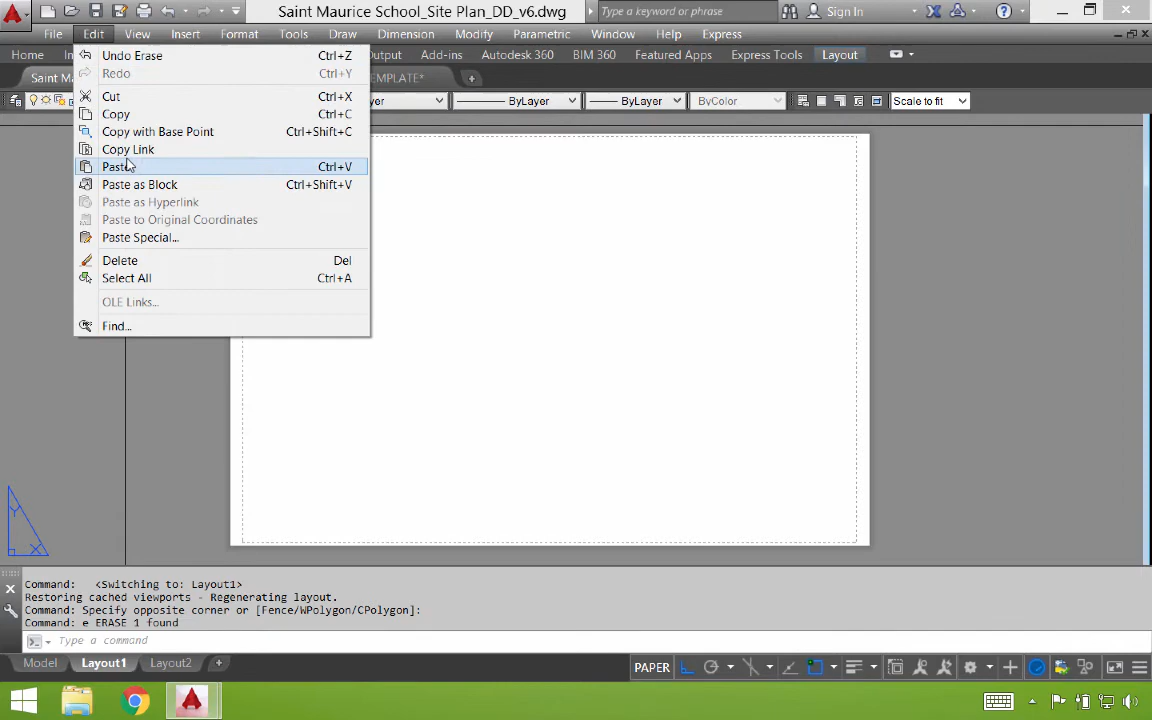 Saint Maurice School_Site Plan_DD_v6.dwg
Type a keyword or phrase
Sign In
File Edit View Insert Format Tools Draw Dimension Modify Parametric Window Help Express
Home In Output Add-ins Autodesk 360 BIM 360 Featured Apps Express Tools Layout
Saint Ma EMPLATE*
yer ByLayer ByLayer ByColor Scale to fit
Undo Erase Ctrl+Z
Redo Ctrl+Y
Cut Ctrl+X
Copy Ctrl+C
Copy with Base Point Ctrl+Shift+C
Copy Link
Paste Ctrl+V
Paste as Block Ctrl+Shift+V
Paste as Hyperlink
Paste to Original Coordinates
Paste Special...
Delete Del
Select All Ctrl+A
OLE Links...
Find...
Y
X
Command: <Switching to: Layout1>
Restoring cached viewports - Regenerating layout.
Command: Specify opposite corner or [Fence/WPolygon/CPolygon]:
Command: e ERASE 1 found
Type a command
Model Layout1 Layout2 + PAPER